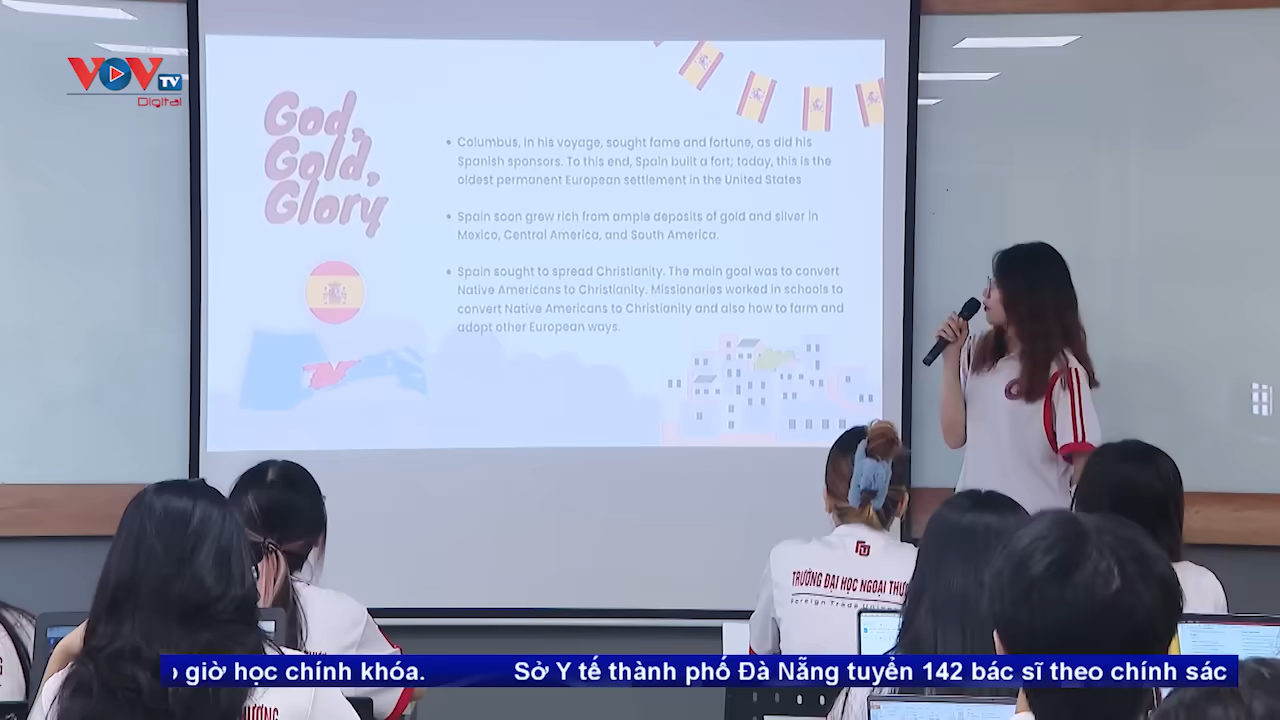 VOV TV
Digital
God,
Gold,
Glory
Columbus, in his voyage, sought fame and fortune, as did his
Spanish sponsors. To this end, Spain built a fort; today, this is the
oldest permanent European settlement in the United States
Spain soon grew rich from ample deposits of gold and silver in
Mexico, Central America, and South America.
Spain sought to spread Christianity. The main goal was to convert
Native Americans to Christianity. Missionaries worked in schools to
convert Native Americans to Christianity and also how to farm and
adopt other European ways.
TRƯỜNG ĐẠI HỌC NGOẠI THƯƠ
Foreign Trade
giờ học chính khóa. Sở Y tế thành phố Đà Nẵng tuyển 142 bác sĩ theo chính sác